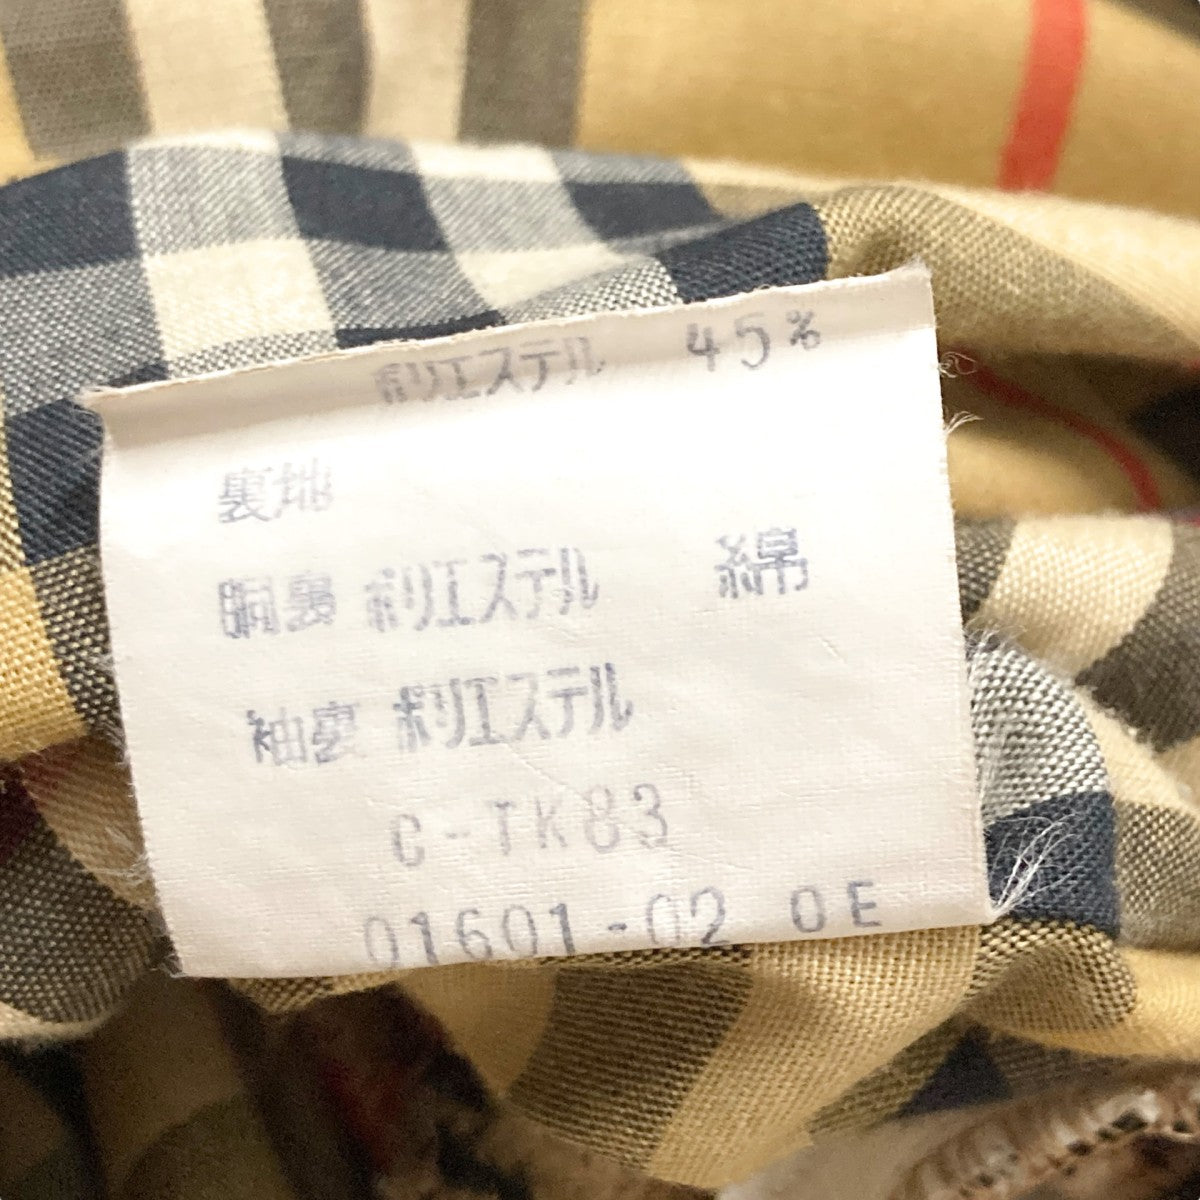 ポリエステル 45%
裏地
胴裏 ポリエステル 綿
袖裏 ポリエステル
C-TK83
01601-02 0E